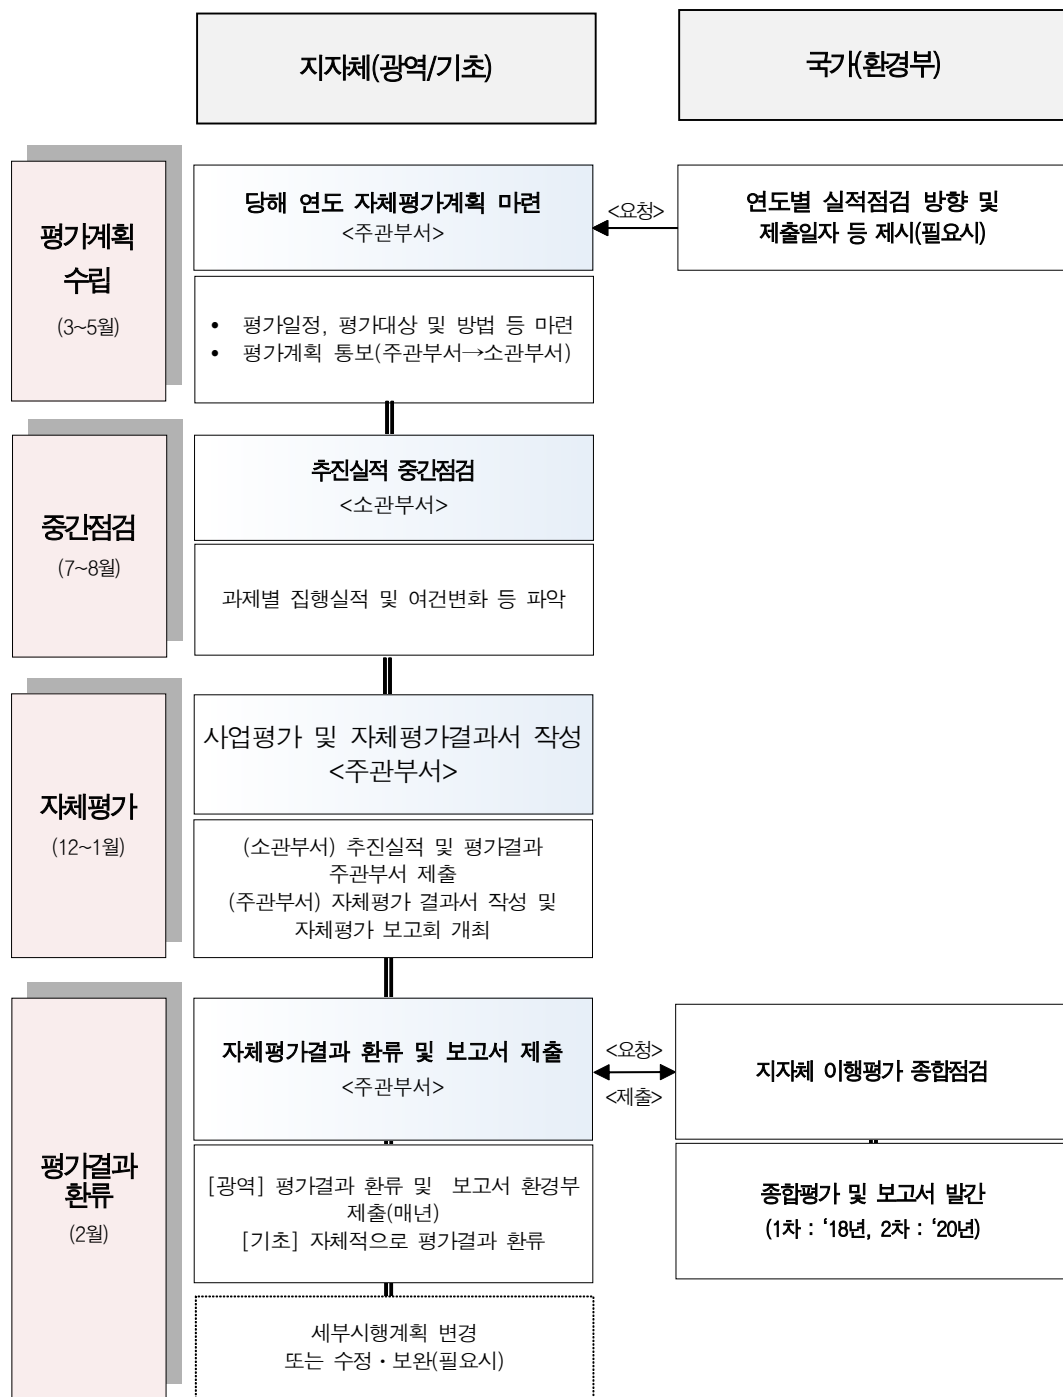 지자체(광역/기초)
국가(환경부)
평가계획
수립
(3~5월)
당해 연도 자체평가계획 마련
<주관부서>
<요청>
연도별 실적점검 방향 및
제출일자 등 제시(필요시)
• 평가일정, 평가대상 및 방법 등 마련
• 평가계획 통보(주관부서→소관부서)
중간점검
(7~8월)
추진실적 중간점검
<소관부서>
과제별 집행실적 및 여건변화 등 파악
자체평가
(12~1월)
사업평가 및 자체평가결과서 작성
<주관부서>
(소관부서) 추진실적 및 평가결과
주관부서 제출
(주관부서) 자체평가 결과서 작성 및
자체평가 보고회 개최
평가결과
환류
(2월)
자체평가결과 환류 및 보고서 제출
<주관부서>
<요청>
<제출>
지자체 이행평가 종합점검
[광역] 평가결과 환류 및 보고서 환경부
제출(매년)
[기초] 자체적으로 평가결과 환류
종합평가 및 보고서 발간
(1차 : ‘18년, 2차 : ‘20년)
세부시행계획 변경
또는 수정・보완(필요시)